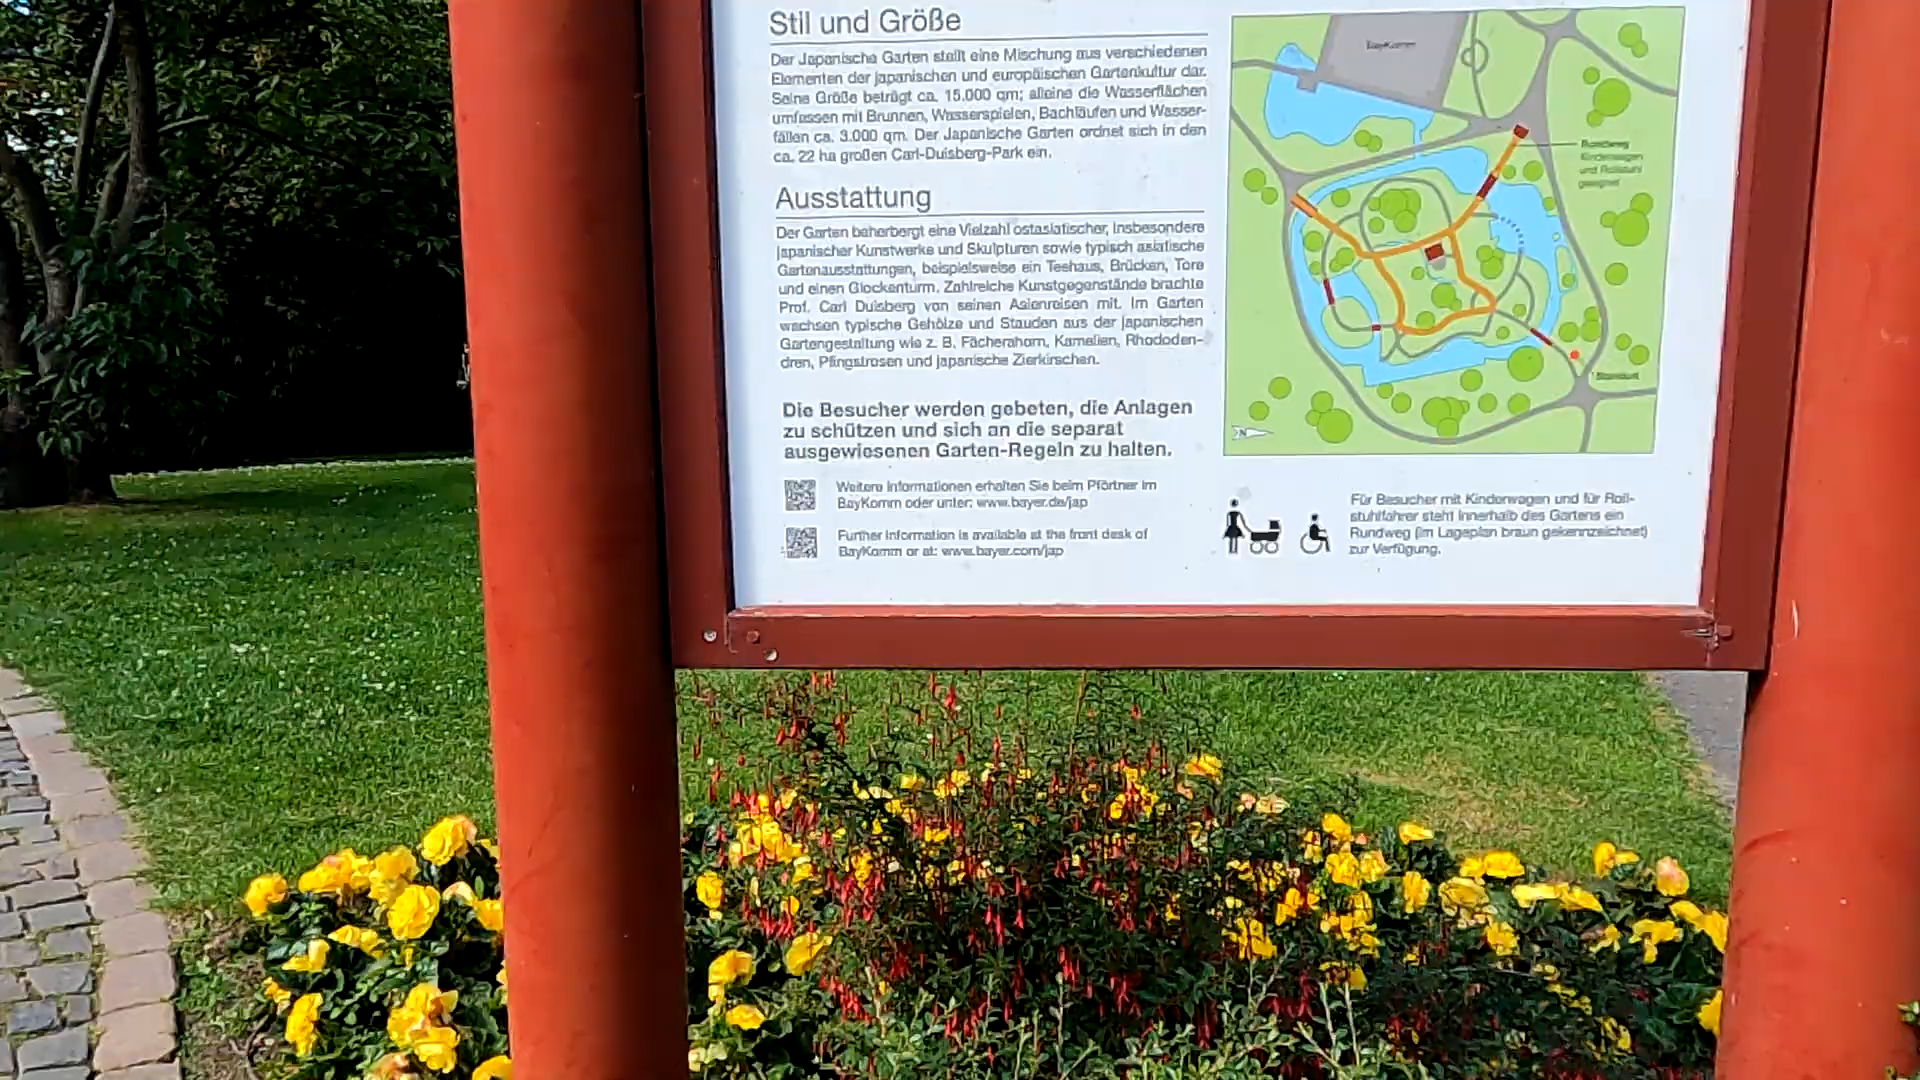 Stil und Größe
Der Japanische Garten stellt eine Mischung aus verschiedenen
Elementen der japanischen und europäischen Gartenkultur dar.
Seine Größe beträgt ca. 15.000 qm; alleine die Wasserflächen
umfassen mit Brunnen, Wasserspielen, Bachläufen und Wasser-
fällen ca. 3.000 qm. Der Japanische Garten ordnet sich in den
ca. 22 ha großen Carl-Duisberg-Park ein.
Ausstattung
Der Garten beherbergt eine Vielzahl ostasiatischer, insbesondere
japanischer Kunstwerke und Skulpturen sowie typisch asiatische
Gartenausstattungen, beispielsweise ein Teehaus, Brücken, Tore
und einen Glockenturm. Zahlreiche Kunstgegenstände brachte
Prof. Carl Duisberg von seinen Asienreisen mit. Im Garten
wachsen typische Gehölze und Stauden aus der japanischen
Gartengestaltung wie z. B. Fächerahorn, Kamelien, Rhododen-
dren, Pfingstrosen und japanische Zierkirschen.
Die Besucher werden gebeten, die Anlagen
zu schützen und sich an die separat
ausgewiesenen Garten-Regeln zu halten.
Weitere Informationen erhalten Sie beim Pförtner im
BayKomm oder unter: www.bayer.de/jap
Further information is available at the front desk of
BayKomm or at: www.bayer.com/jap
BayKomm
Rundweg
Kinderwagen
und Rollstuhl
geeignet
Standort
N
Für Besucher mit Kinderwagen und für Roll-
stuhlfahrer steht innerhalb des Gartens ein
Rundweg (im Lageplan braun gekennzeichnet)
zur Verfügung.